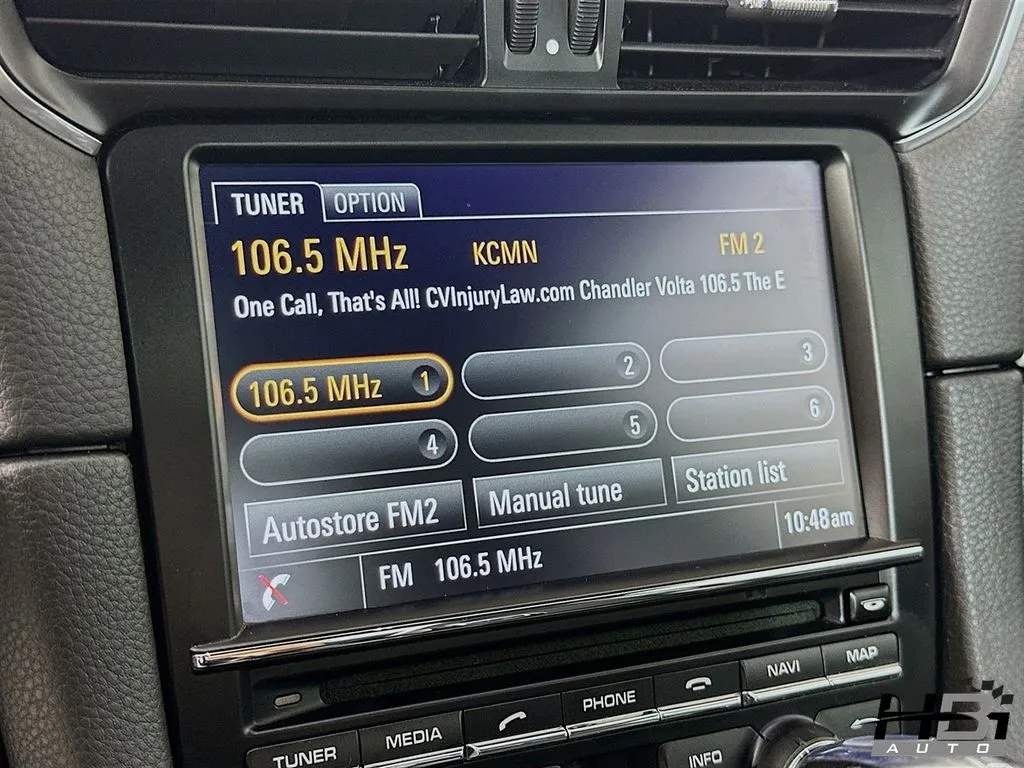 TUNER OPTION
106.5 MHz KCMN FM 2
One Call, That's All! CVInjuryLaw.com Chandler Volta 106.5 The E
106.5 MHz 1 2 3
4 5 6
Autostore FM2 Manual tune Station list
FM 106.5 MHz 10:48am
TUNER MEDIA PHONE NAVI MAP
INFO
HBI
AUTO